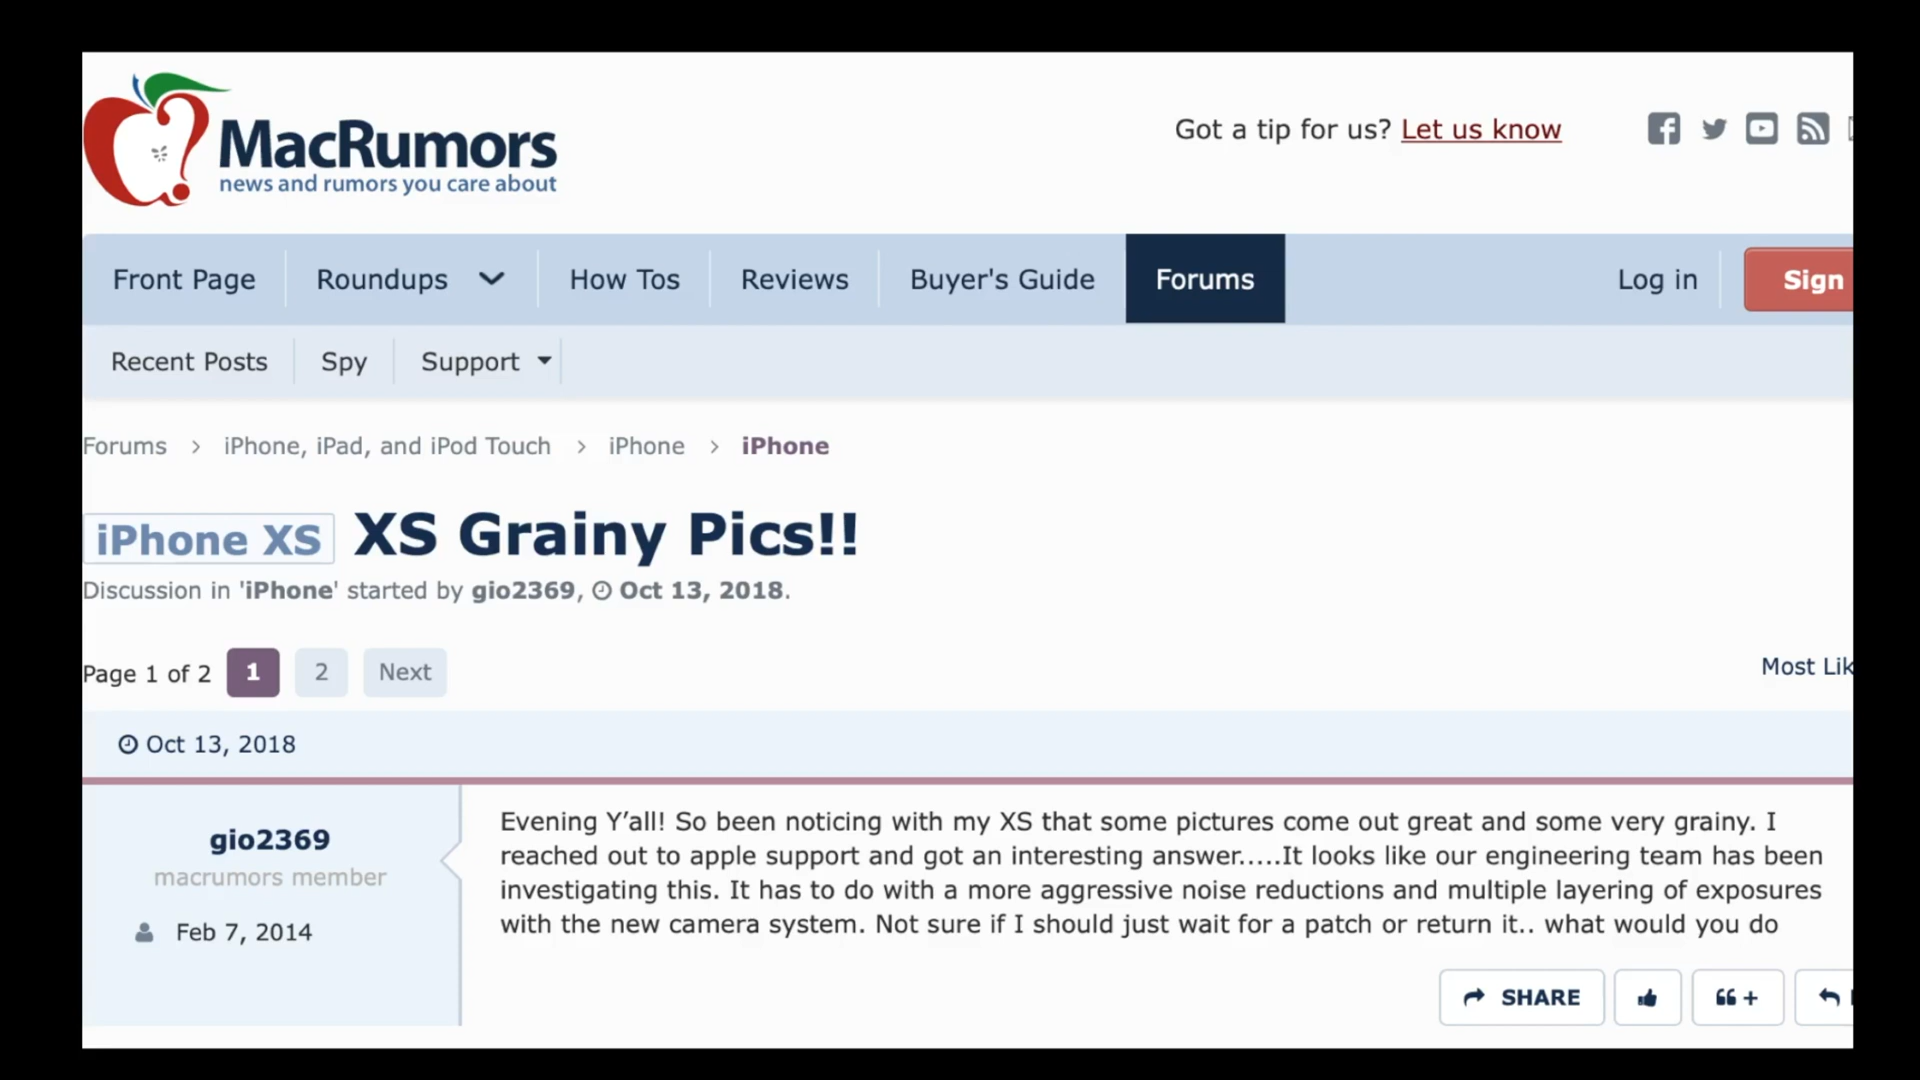 MacRumors
news and rumors you care about
Got a tip for us? Let us know
Front Page Roundups How Tos Reviews Buyer's Guide Forums Log in Sign
Recent Posts Spy Support
Forums > iPhone, iPad, and iPod Touch > iPhone > iPhone
iPhone XS XS Grainy Pics!!
Discussion in 'iPhone' started by gio2369, Oct 13, 2018.
Page 1 of 2 1 2 Next
Most Lik
Oct 13, 2018
gio2369
macrumors member
Feb 7, 2014
Evening Y’all! So been noticing with my XS that some pictures come out great and some very grainy. I
reached out to apple support and got an interesting answer.....It looks like our engineering team has been
investigating this. It has to do with a more aggressive noise reductions and multiple layering of exposures
with the new camera system. Not sure if I should just wait for a patch or return it.. what would you do
SHARE